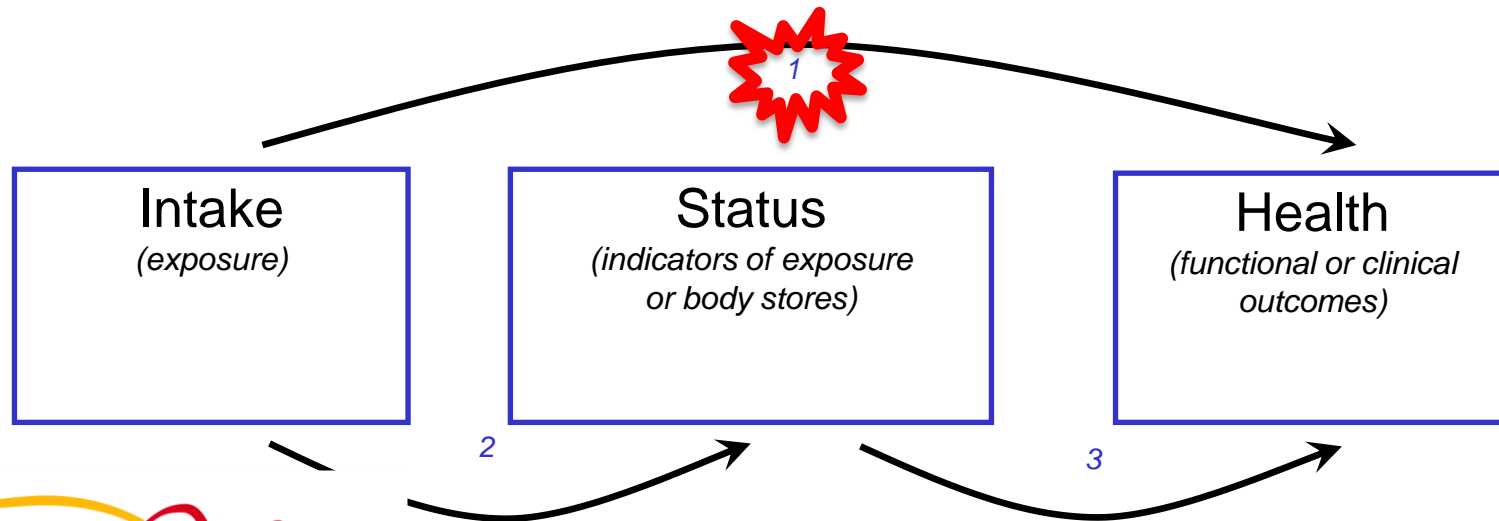 1
Intake
(exposure)
Status
(indicators of exposure
or body stores)
Health
(functional or clinical
outcomes)
2
3